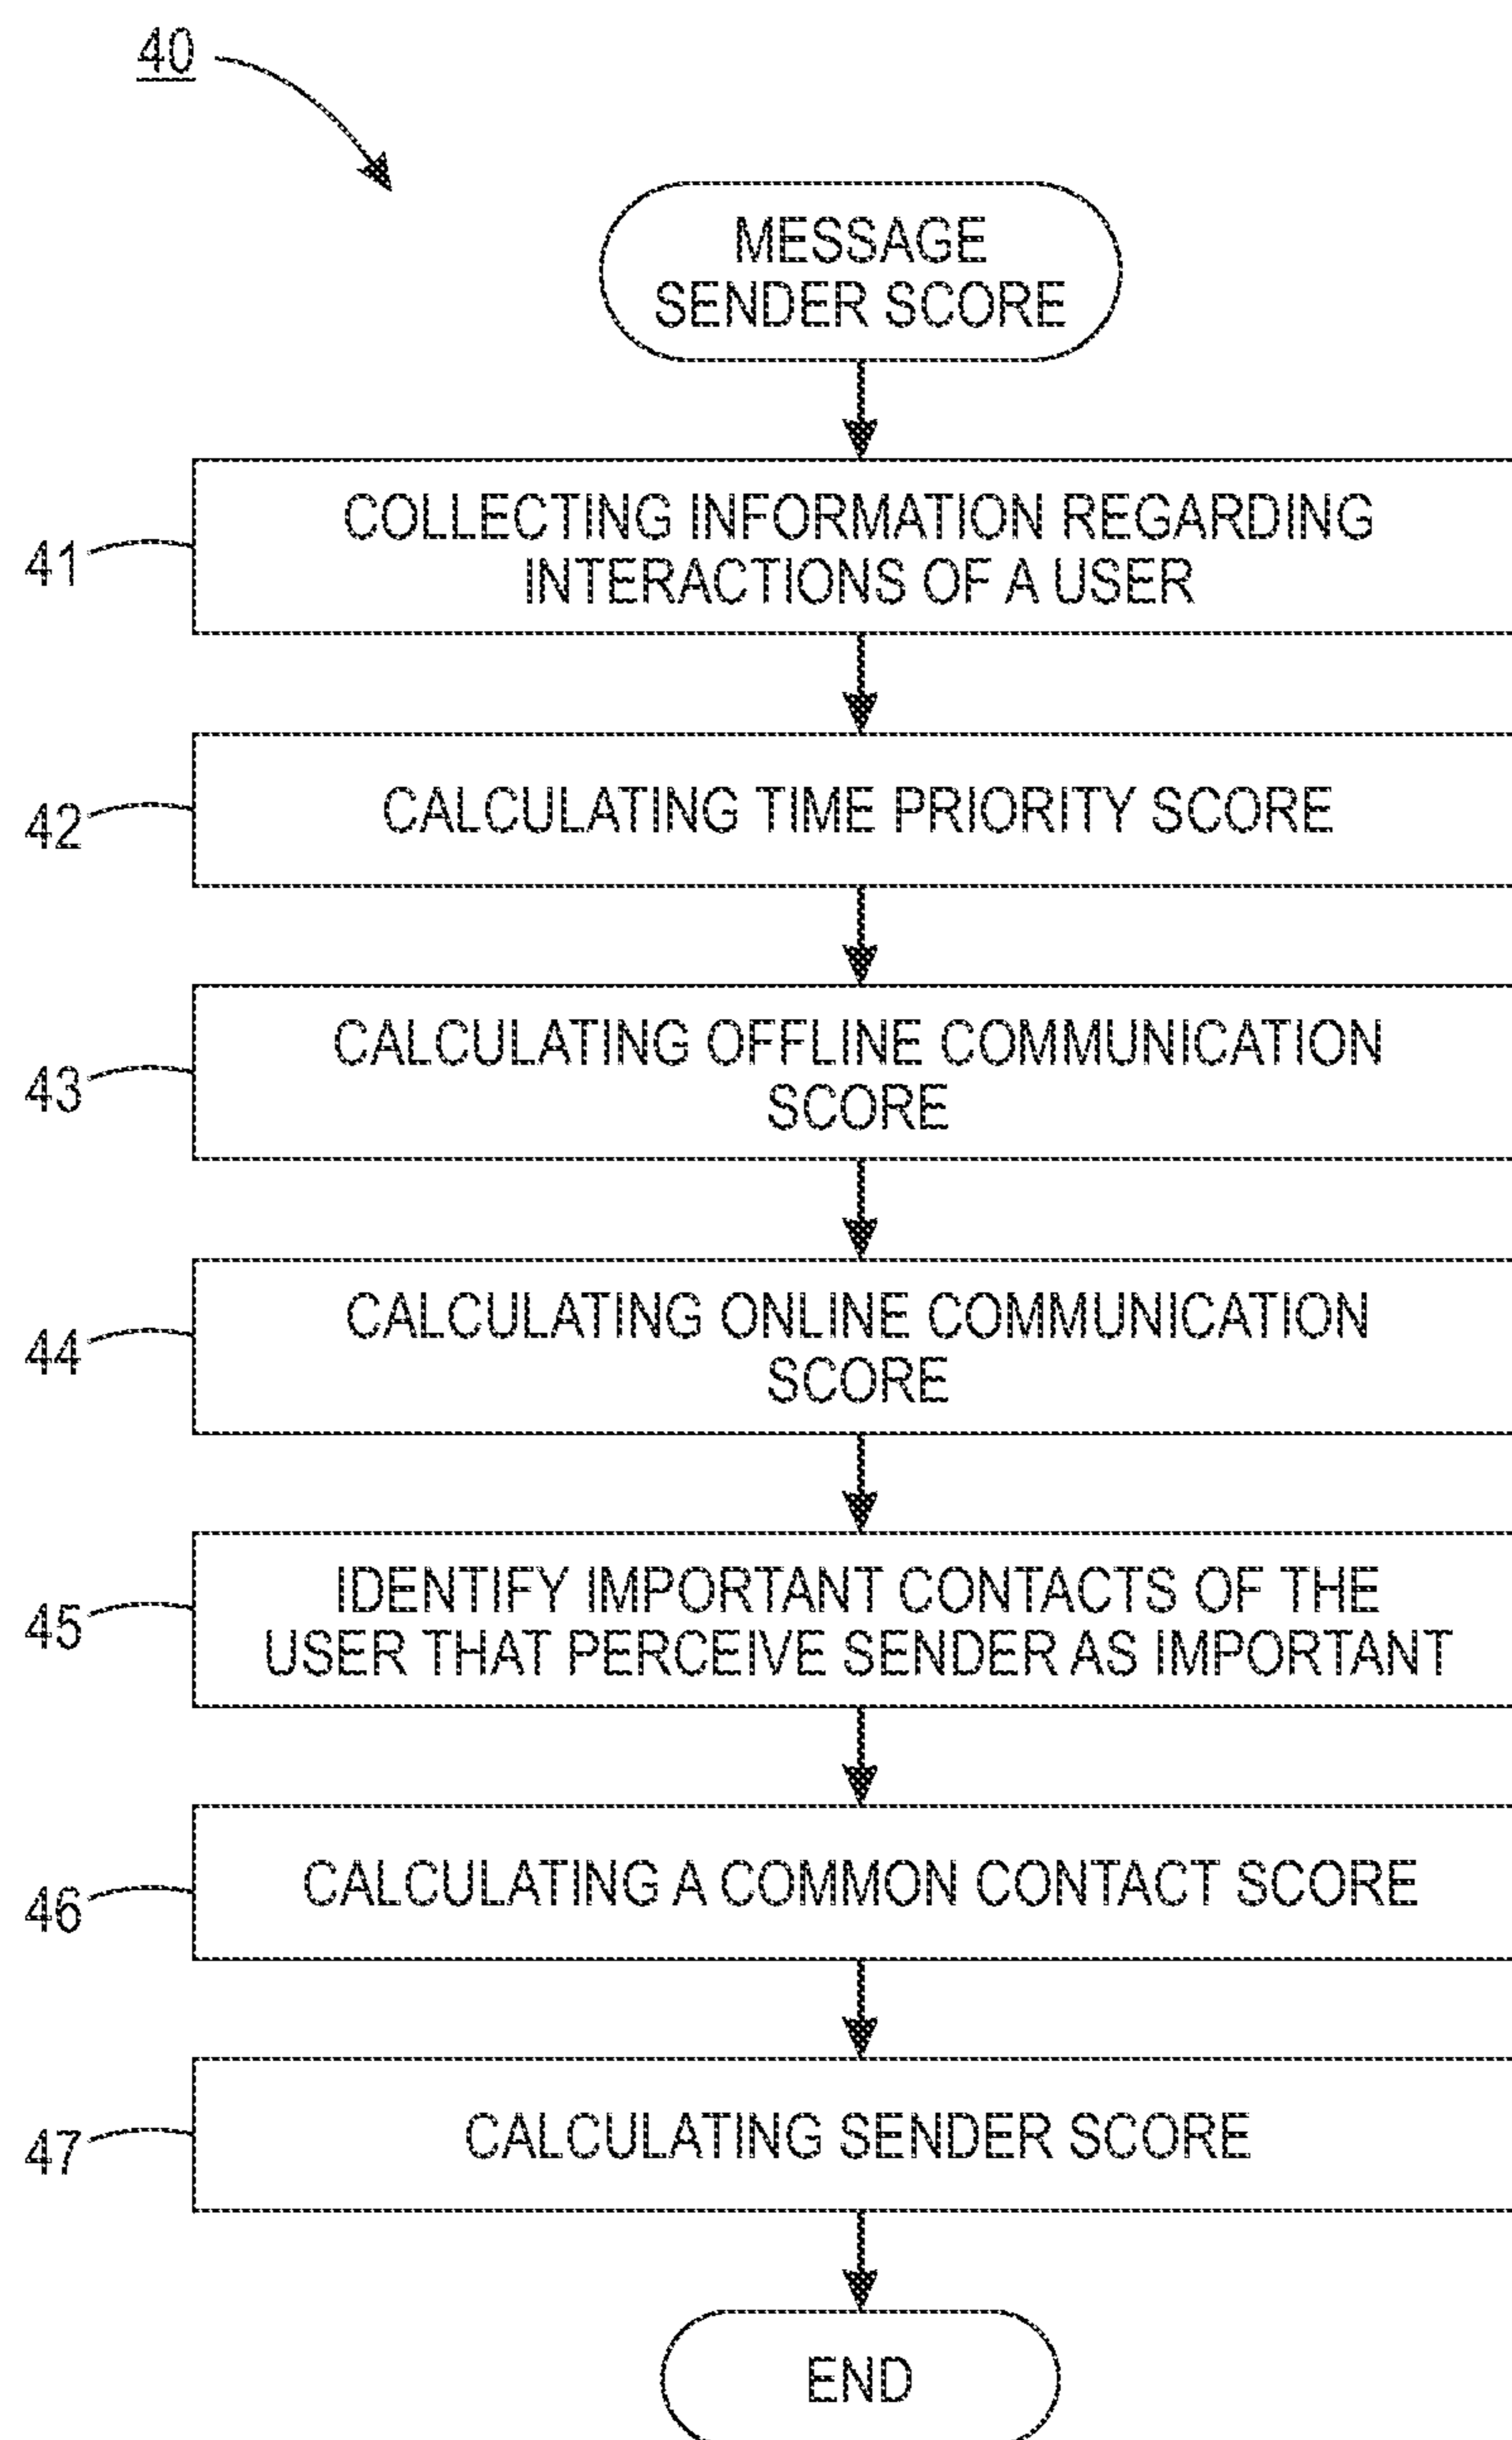 40
MESSAGE
SENDER SCORE
41
COLLECTING INFORMATION REGARDING
INTERACTIONS OF A USER
42
CALCULATING TIME PRIORITY SCORE
43
CALCULATING OFFLINE COMMUNICATION
SCORE
44
CALCULATING ONLINE COMMUNICATION
SCORE
45
IDENTIFY IMPORTANT CONTACTS OF THE
USER THAT PERCEIVE SENDER AS IMPORTANT
46
CALCULATING A COMMON CONTACT SCORE
47
CALCULATING SENDER SCORE
END